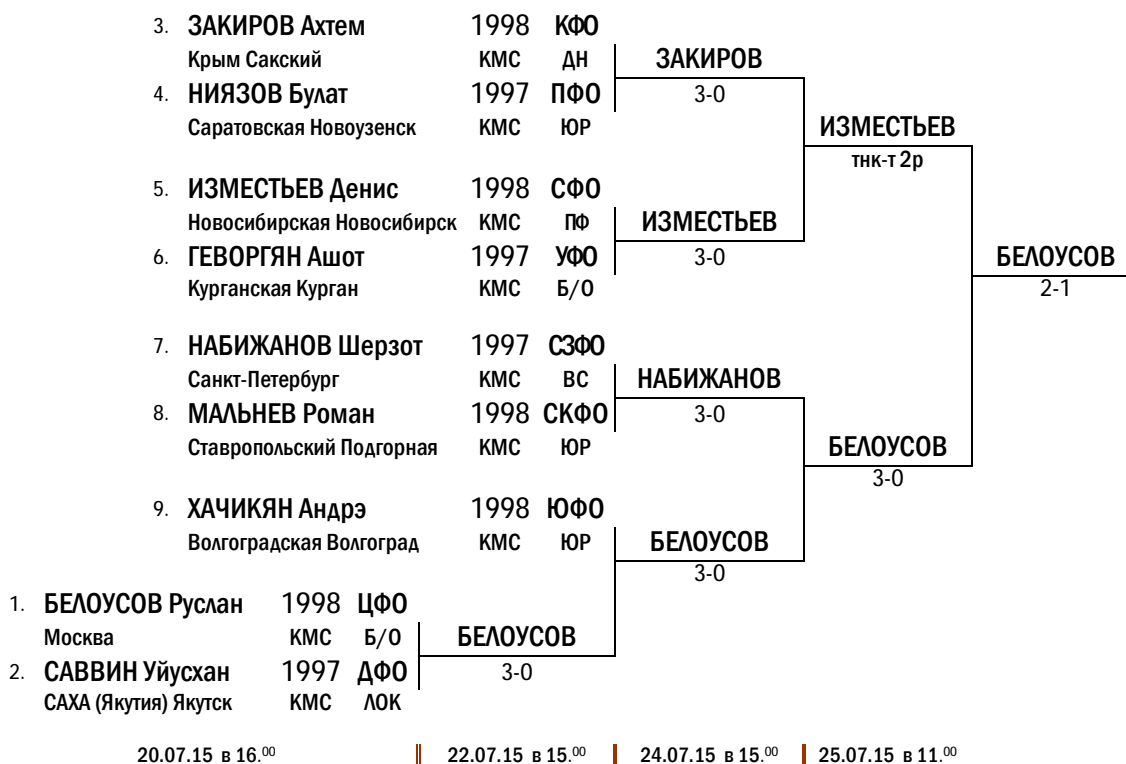 3. ЗАКИРОВ Ахтем 1998 КФО
Крым Сакский КМС ДН ЗАКИРОВ
4. НИЯЗОВ Булат 1997 ПФО 3-0
Саратовская Новоузенск КМС ЮР ИЗМЕСТЬЕВ
тнк-т 2р
5. ИЗМЕСТЬЕВ Денис 1998 СФО
Новосибирская Новосибирск КМС ПФ ИЗМЕСТЬЕВ
6. ГЕВОРГЯН Ашот 1997 УФО 3-0 БЕЛОУСОВ
Курганская Курган КМС Б/О 2-1
7. НАБИЖАНОВ Шерзот 1997 СЗФО
Санкт-Петербург КМС ВС НАБИЖАНОВ
8. МАЛЬНЕВ Роман 1998 СКФО 3-0
Ставропольский Подгорная КМС ЮР БЕЛОУСОВ
3-0
9. ХАЧИКЯН Андрэ 1998 ЮФО
Волгоградская Волгоград КМС ЮР БЕЛОУСОВ
3-0
1. БЕЛОУСОВ Руслан 1998 ЦФО
Москва КМС Б/О БЕЛОУСОВ
2. САВВИН Уйусхан 1997 ДФО 3-0
САХА (Якутия) Якутск КМС ЛОК
20.07.15 в 16.00 22.07.15 в 15.00 24.07.15 в 15.00 25.07.15 в 11.00